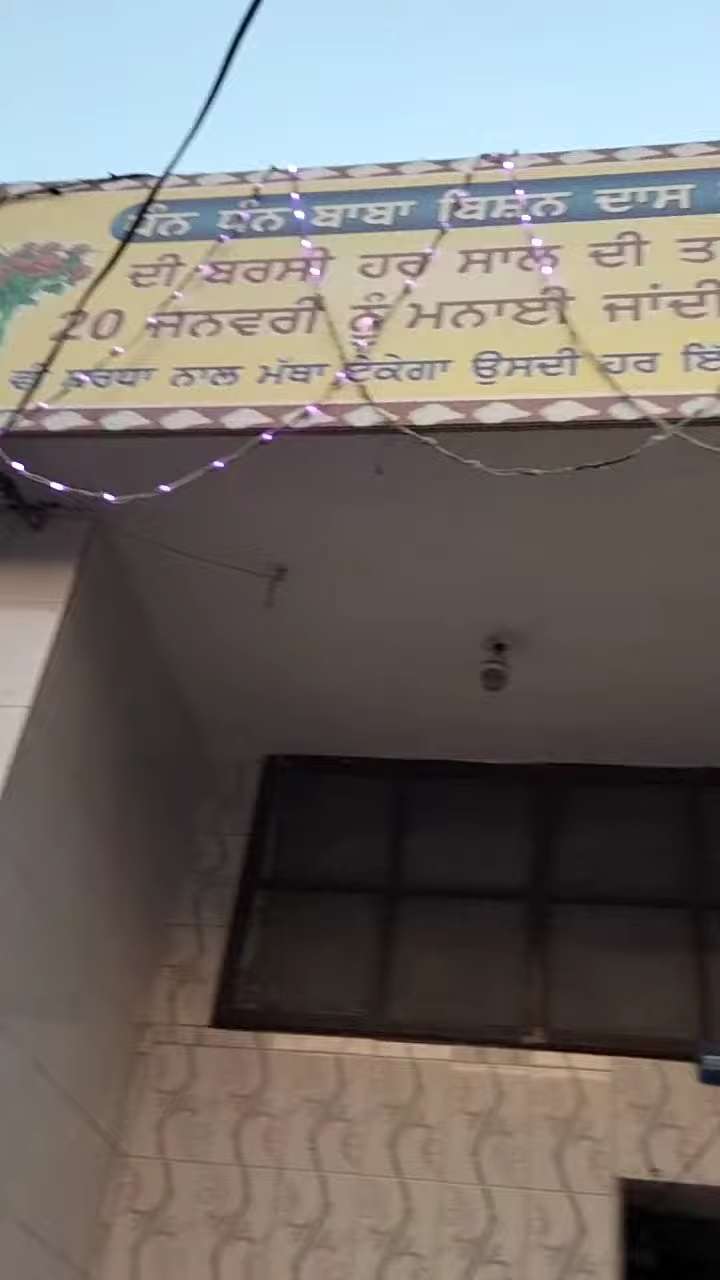 ਧੰਨ ਧੰਨ ਬਾਬਾ ਬਿਸ਼ਨ ਦਾਸ
ਦੀ ਬਰਸੀ ਹਰ ਸਾਲ ਦੀ ਤ
20 ਜਨਵਰੀ ਨੂੰ ਮਨਾਈ ਜਾਂਦੀ
ਵੀ ਸ਼ਰਧਾ ਨਾਲ ਮੱਥਾ ਟੇਕੇਗਾ ਉਸਦੀ ਹਰ ਇੱ